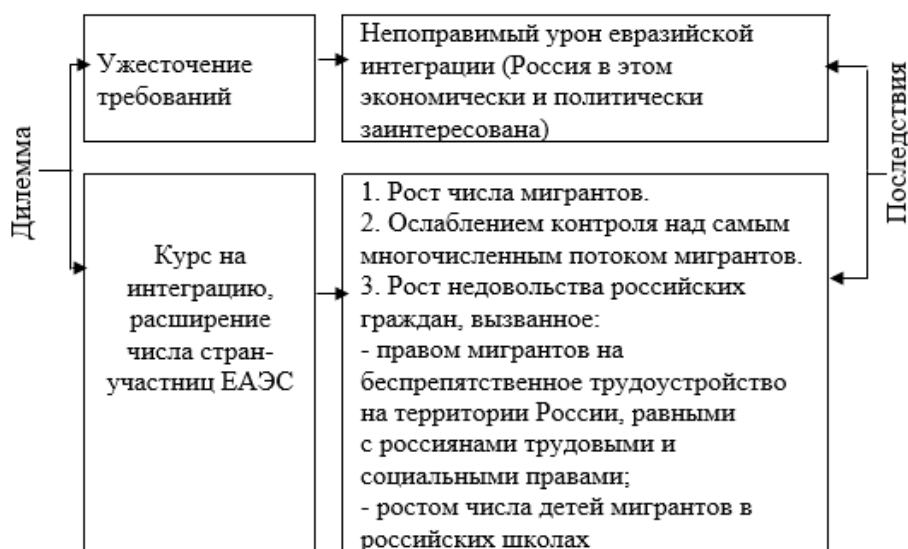 Дилемма
Ужесточение
требований
Непоправимый урон евразийской
интеграции (Россия в этом
экономически и политически
заинтересована)
Курс на
интеграцию,
расширение
числа стран-
участниц ЕАЭС
1. Рост числа мигрантов.
2. Ослаблением контроля над самым
многочисленным потоком мигрантов.
3. Рост недовольства российских
граждан, вызванное:
- правом мигрантов на
беспрепятственное трудоустройство
на территории России, равными
с россиянами трудовыми и
социальными правами;
- ростом числа детей мигрантов в
российских школах
Последствия